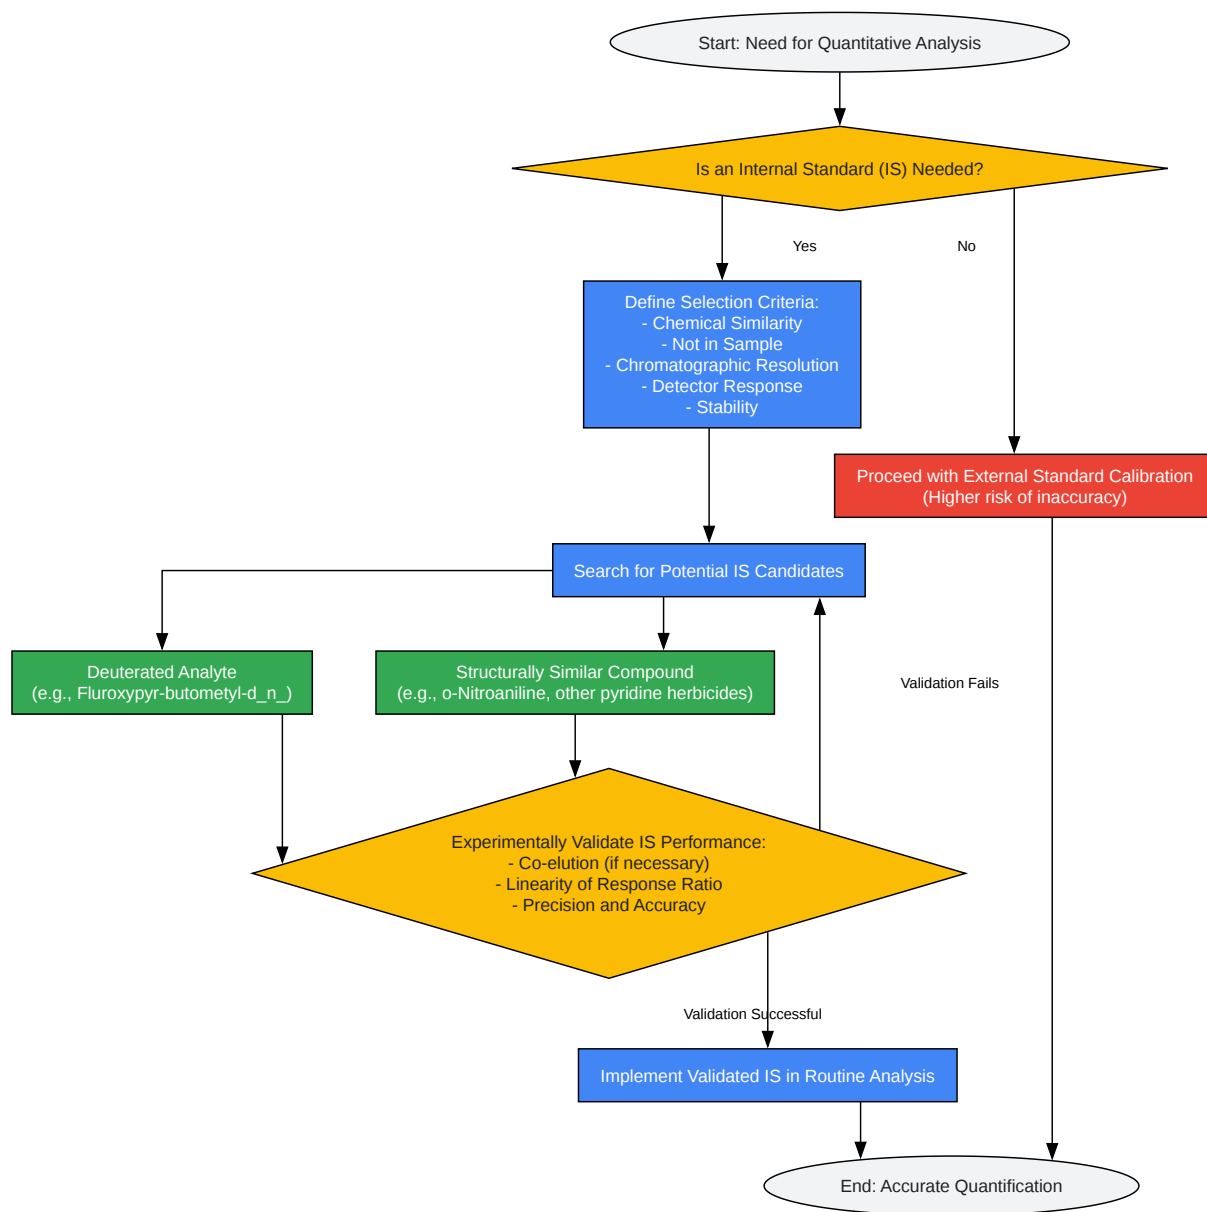 Start: Need for Quantitative Analysis
Is an Internal Standard (IS) Needed?
Yes
No
Define Selection Criteria:
- Chemical Similarity
- Not in Sample
- Chromatographic Resolution
- Detector Response
- Stability
Proceed with External Standard Calibration
(Higher risk of inaccuracy)
Search for Potential IS Candidates
Deuterated Analyte
(e.g., Fluroxypyr-butometyl-d_n_)
Structurally Similar Compound
(e.g., o-Nitroaniline, other pyridine herbicides)
Validation Fails
Experimentally Validate IS Performance:
- Co-elution (if necessary)
- Linearity of Response Ratio
- Precision and Accuracy
Validation Successful
Implement Validated IS in Routine Analysis
End: Accurate Quantification